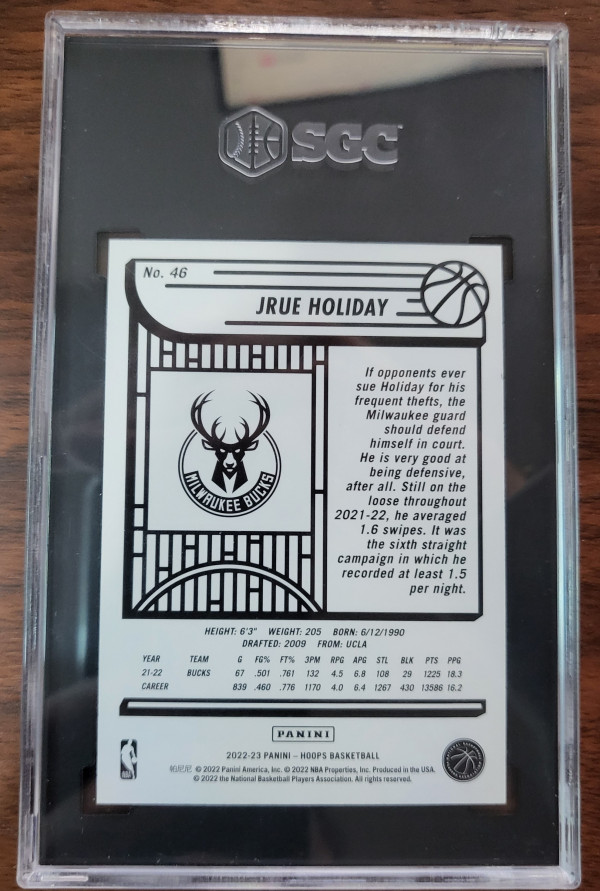 SGC
No. 46
JRUE HOLIDAY
If opponents ever
sue Holiday for his
frequent thefts, the
Milwaukee guard
should defend
himself in court.
He is very good at
being defensive,
after all. Still on the
loose throughout
2021-22, he averaged
1.6 swipes. It was
the sixth straight
campaign in which he
recorded at least 1.5
per night.
MILWAUKEE BUCKS
HEIGHT: 6'3" WEIGHT: 205 BORN: 6/12/1990
DRAFTED: 2009 FROM: UCLA
YEAR TEAM G FG% FT% 3PM RPG APG STL BLK PTS PPG
21-22 BUCKS 67 .501 .761 132 4.5 6.8 108 29 1225 18.3
CAREER 839 .460 .776 1170 4.0 6.4 1267 430 13586 16.2
PANINI
2022-23 PANINI – HOOPS BASKETBALL
© 2022 Panini America, Inc. © 2022 NBA Properties, Inc. Produced in the USA.
© 2022 the National Basketball Players Association. All rights reserved.